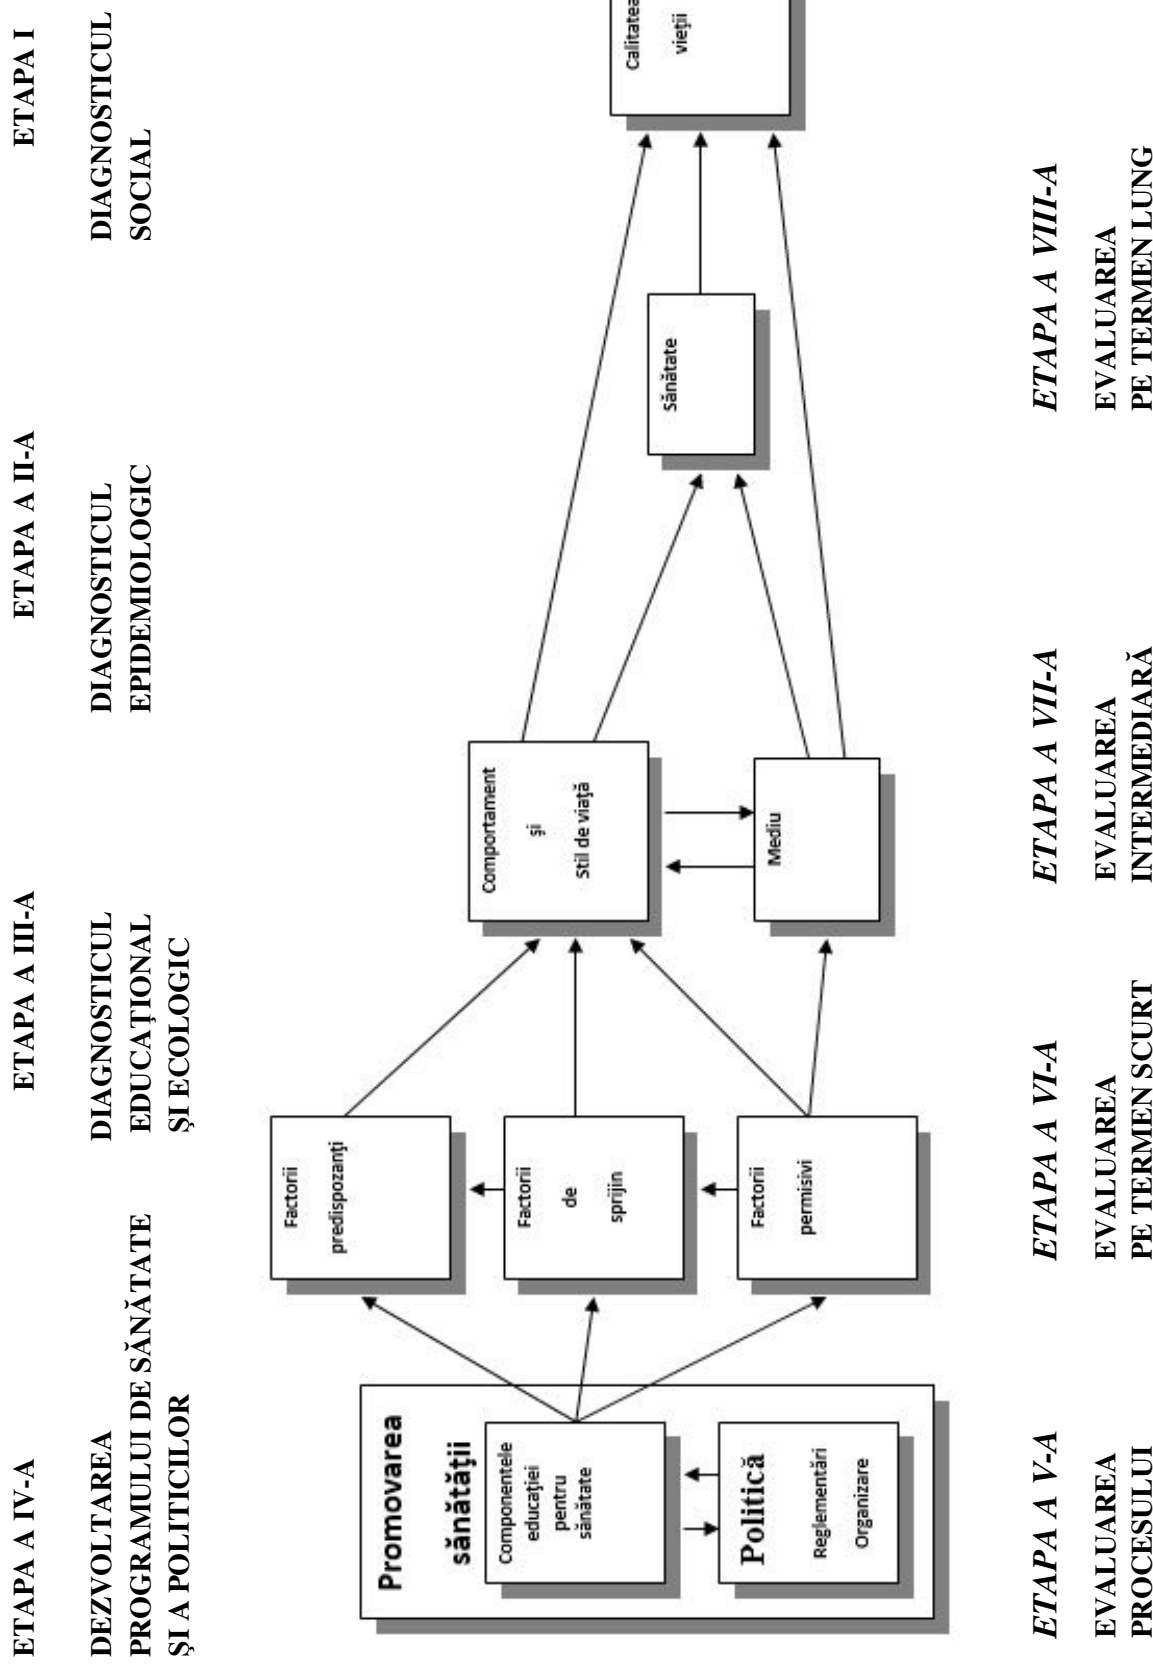 ETAPA A IV-A
DEZVOLTAREA
PROGRAMULUI DE SĂNĂTATE
ŞI A POLITICILOR
ETAPA A III-A
DIAGNOSTICUL
EDUCAŢIONAL
ŞI ECOLOGIC
ETAPA A II-A
DIAGNOSTICUL
EPIDEMIOLOGIC
ETAPA I
DIAGNOSTICUL
SOCIAL
Promovarea
sănătăţii
Componentele
educaţiei
pentru
sănătate
Politică
Reglementări
Organizare
Factorii
predispozanţi
Factorii
de
sprijin
Factorii
permisivi
Comportament
şi
Stil de viaţă
Mediu
Sănătate
Calitatea
vieţii
ETAPA A V-A
EVALUAREA
PROCESULUI
ETAPA A VI-A
EVALUAREA
PE TERMEN SCURT
ETAPA A VII-A
EVALUAREA
INTERMEDIARĂ
ETAPA A VIII-A
EVALUAREA
PE TERMEN LUNG